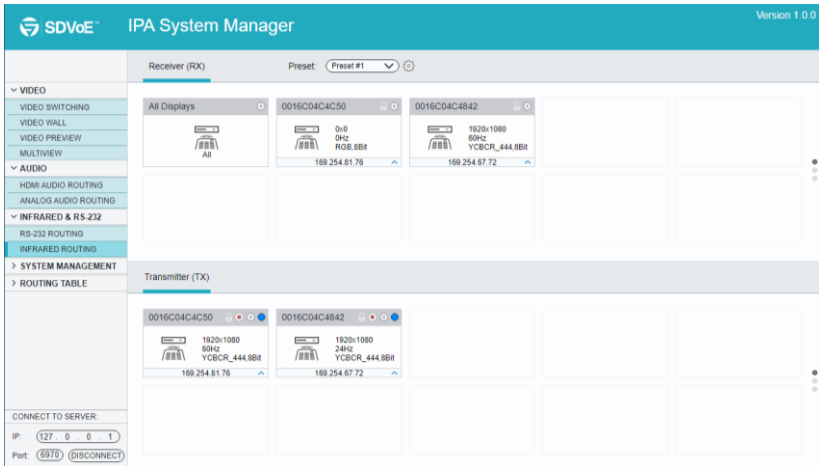 SDVoE™ IPA System Manager
Version 1.0.0
Receiver (RX)
Preset: Preset #1
VIDEO
VIDEO SWITCHING
VIDEO WALL
VIDEO PREVIEW
MULTIVIEW
AUDIO
HDMI AUDIO ROUTING
ANALOG AUDIO ROUTING
INFRARED & RS-232
RS-232 ROUTING
INFRARED ROUTING
SYSTEM MANAGEMENT
ROUTING TABLE
CONNECT TO SERVER:
IP: 127 . 0 . 0 . 1
Port: 6970 DISCONNECT
All Displays
All
0016C04C4C50
0x0
0Hz
RGB,8Bit
169.254.81.76
0016C04C4842
1920x1080
60Hz
YCBCR_444,8Bit
169.254.67.72
Transmitter (TX)
0016C04C4C50
1920x1080
60Hz
YCBCR_444,8Bit
169.254.81.76
0016C04C4842
1920x1080
24Hz
YCBCR_444,8Bit
169.254.67.72